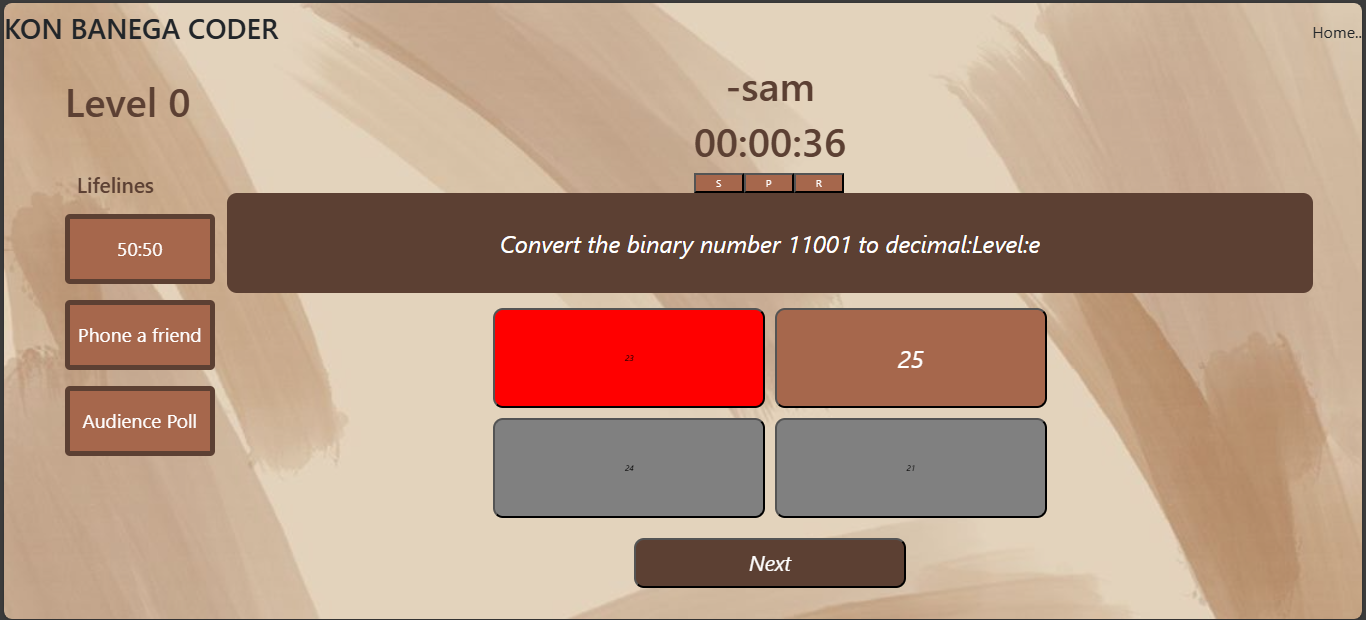 KON BANEGA CODER
Home..
Level 0
-sam
00:00:36
S P R
Lifelines
50:50
Phone a friend
Audience Poll
Convert the binary number 11001 to decimal:Level:e
23
25
24
21
Next